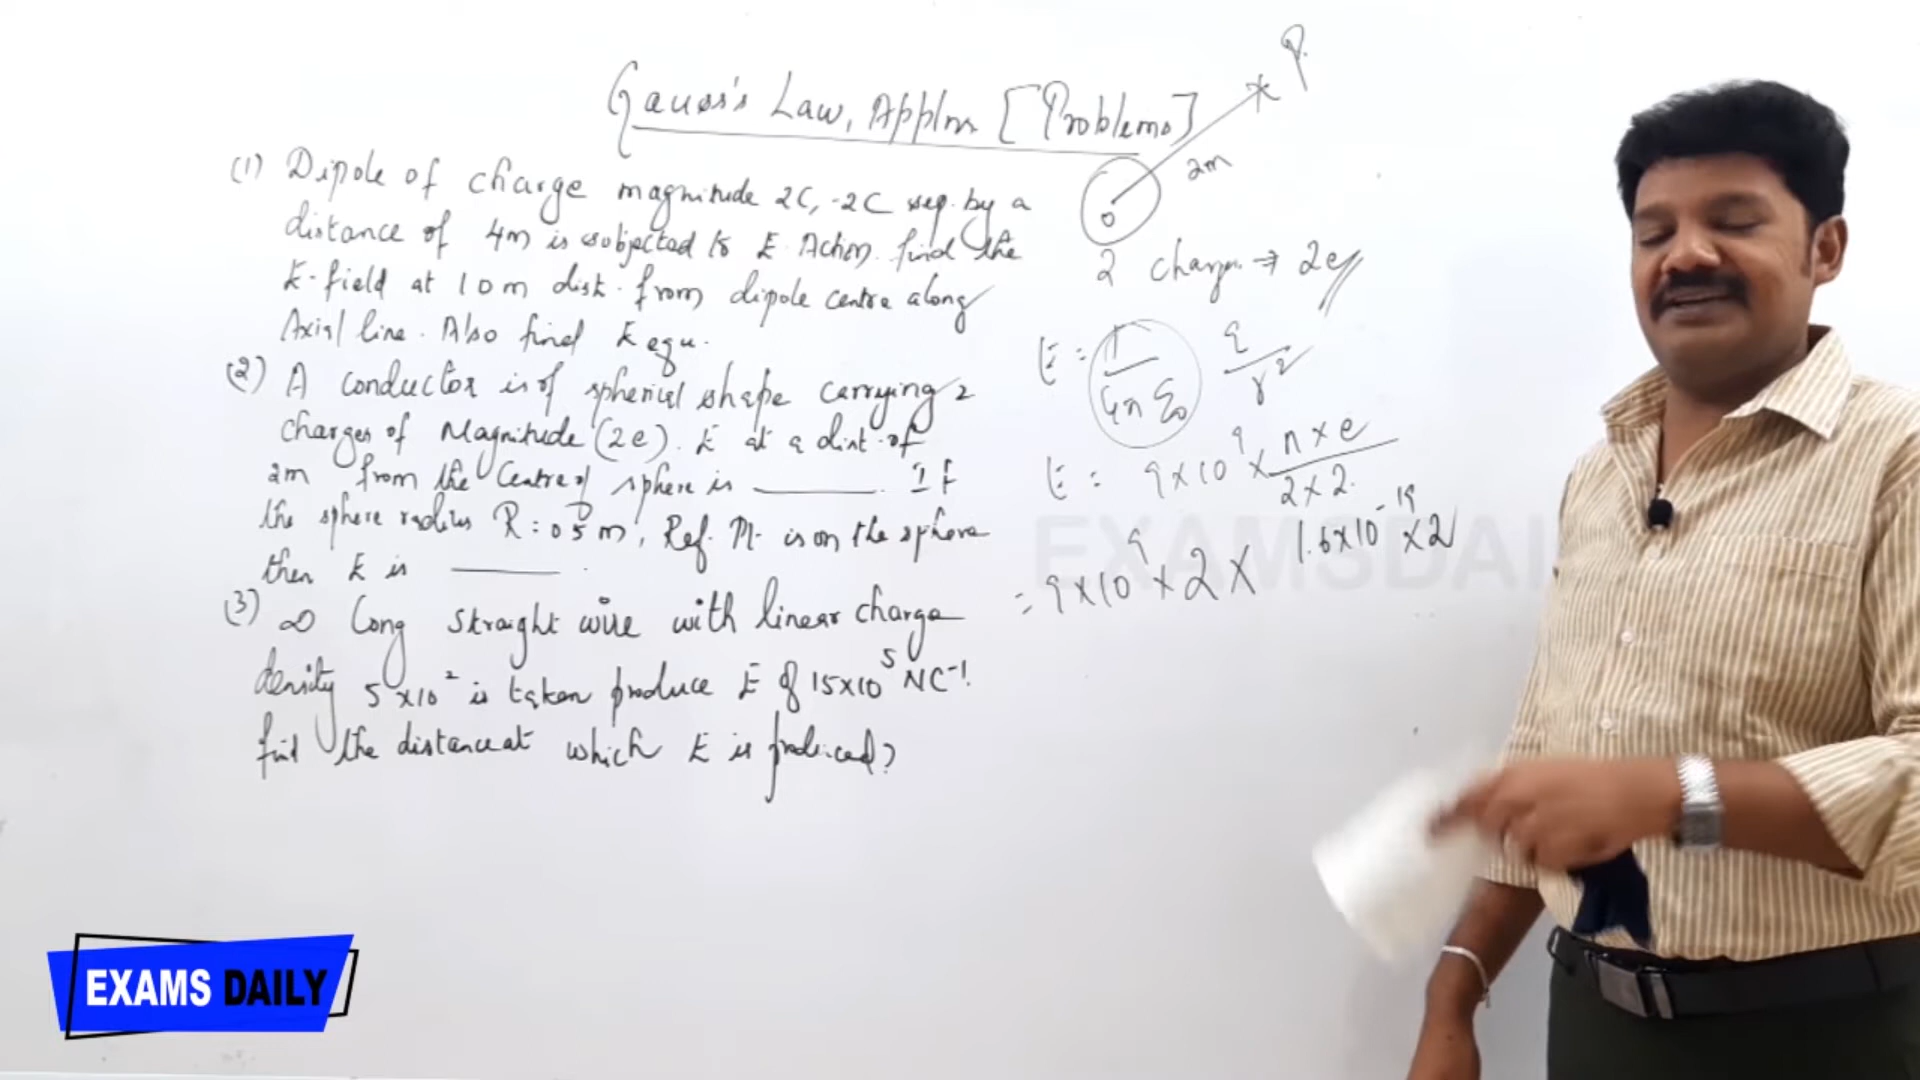 Gauss's Law, Applns [Problems]
(1) Dipole of charge magnitude 2C, -2C sep. by a
distance of 4m is subjected to E. Action. find the
E-field at 10m dist. from dipole centre along
Axial line. Also find E equ.
(2) A conductor is of spherical shape carrying 2
charges of Magnitude (2e). E at a dist. of
2m from the Centre of sphere is ______. If
the sphere radius R = 0.5m, Ref. Pt. is on the sphere
then E is ______.
(3) ∞ Long straight wire with linear charge
density 5×10² is taken produce E of 15×10⁵ NC⁻¹.
find the distance at which E is produced?
P.
2m
0
2 charges ⇒ 2e
E = 1/4π ε₀ q/r²
E = 9×10⁹ × n×e/2×2
= 9×10⁹ × 2 × 1.6×10⁻¹⁹ × 2
EXAMSDAILY
EXAMS DAILY